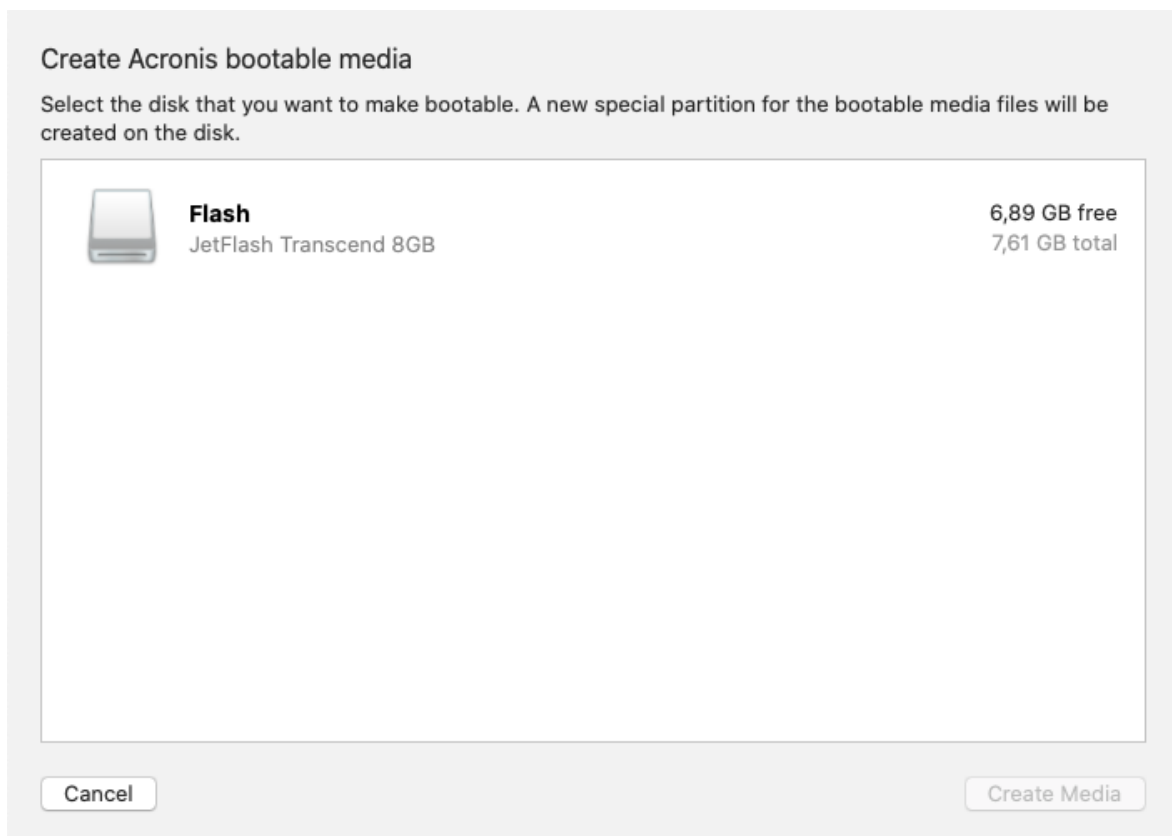 Create Acronis bootable media
Select the disk that you want to make bootable. A new special partition for the bootable media files will be
created on the disk.
Flash
6,89 GB free
JetFlash Transcend 8GB
7,61 GB total
Cancel
Create Media